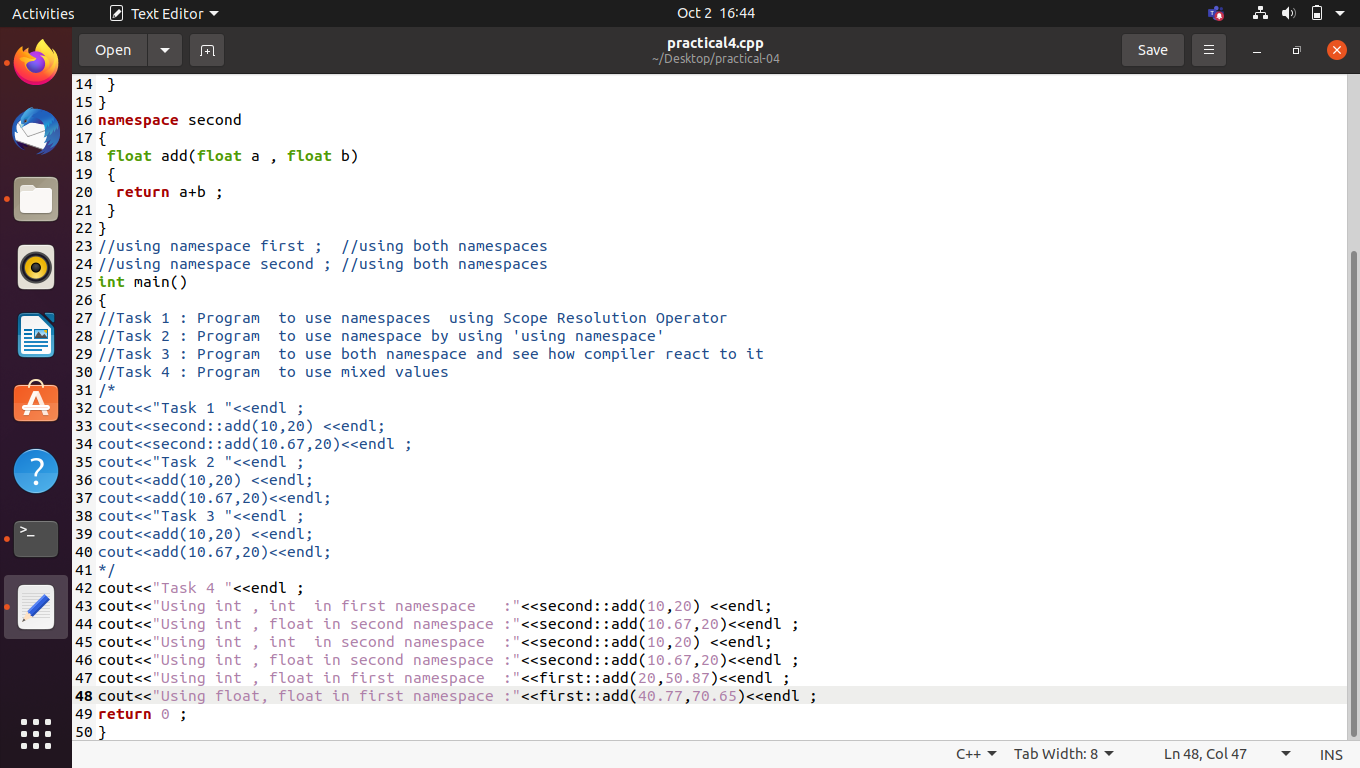 Activities Text Editor Oct 2 16:44
Open practical4.cpp Save
~/Desktop/practical-04
14  }
15 }
16 namespace second
17 {
18  float add(float a , float b)
19  {
20   return a+b ;
21  }
22 }
23 //using namespace first ;  //using both namespaces
24 //using namespace second ; //using both namespaces
25 int main()
26 {
27 //Task 1 : Program  to use namespaces  using Scope Resolution Operator
28 //Task 2 : Program  to use namespace by using 'using namespace'
29 //Task 3 : Program  to use both namespace and see how compiler react to it
30 //Task 4 : Program  to use mixed values
31 /*
32 cout<<"Task 1 "<<endl ;
33 cout<<second::add(10,20) <<endl;
34 cout<<second::add(10.67,20)<<endl ;
35 cout<<"Task 2 "<<endl ;
36 cout<<add(10,20) <<endl;
37 cout<<add(10.67,20)<<endl;
38 cout<<"Task 3 "<<endl ;
39 cout<<add(10,20) <<endl;
40 cout<<add(10.67,20)<<endl;
41 */
42 cout<<"Task 4 "<<endl ;
43 cout<<"Using int , int  in first namespace   :"<<second::add(10,20) <<endl;
44 cout<<"Using int , float in second namespace :"<<second::add(10.67,20)<<endl ;
45 cout<<"Using int , int  in second namespace  :"<<second::add(10,20) <<endl;
46 cout<<"Using int , float in second namespace :"<<second::add(10.67,20)<<endl ;
47 cout<<"Using int , float in first namespace  :"<<first::add(20,50.87)<<endl ;
48 cout<<"Using float, float in first namespace :"<<first::add(40.77,70.65)<<endl ;
49 return 0 ;
50 }
C++ Tab Width: 8 Ln 48, Col 47 INS